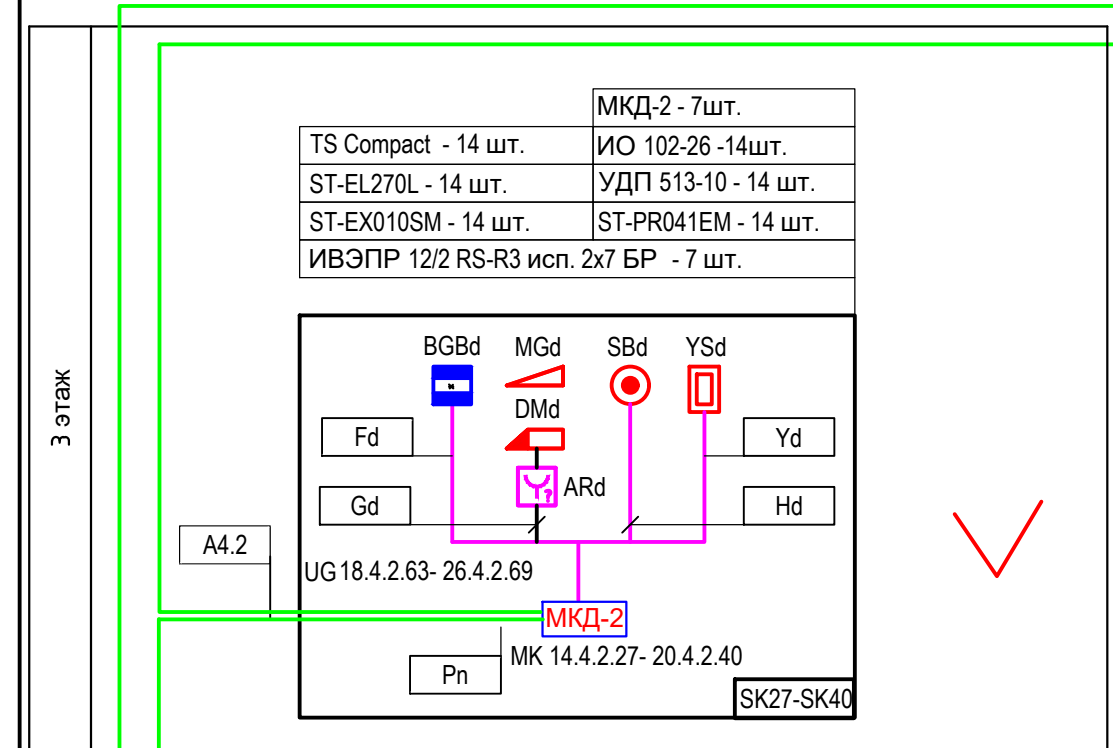 МКД-2 - 7шт.
TS Compact - 14 шт.
ИО 102-26 -14шт.
ST-EL270L - 14 шт.
УДП 513-10 - 14 шт.
ST-EX010SM - 14 шт.
ST-PR041EM - 14 шт.
ИВЭПР 12/2 RS-R3 исп. 2х7 БР - 7 шт.
3 этаж
BGBd
MGd
SBd
YSd
DMd
Fd
Yd
ARd
?
Gd
Hd
A4.2
UG 18.4.2.63- 26.4.2.69
МКД-2
MK 14.4.2.27- 20.4.2.40
Pn
SK27-SK40